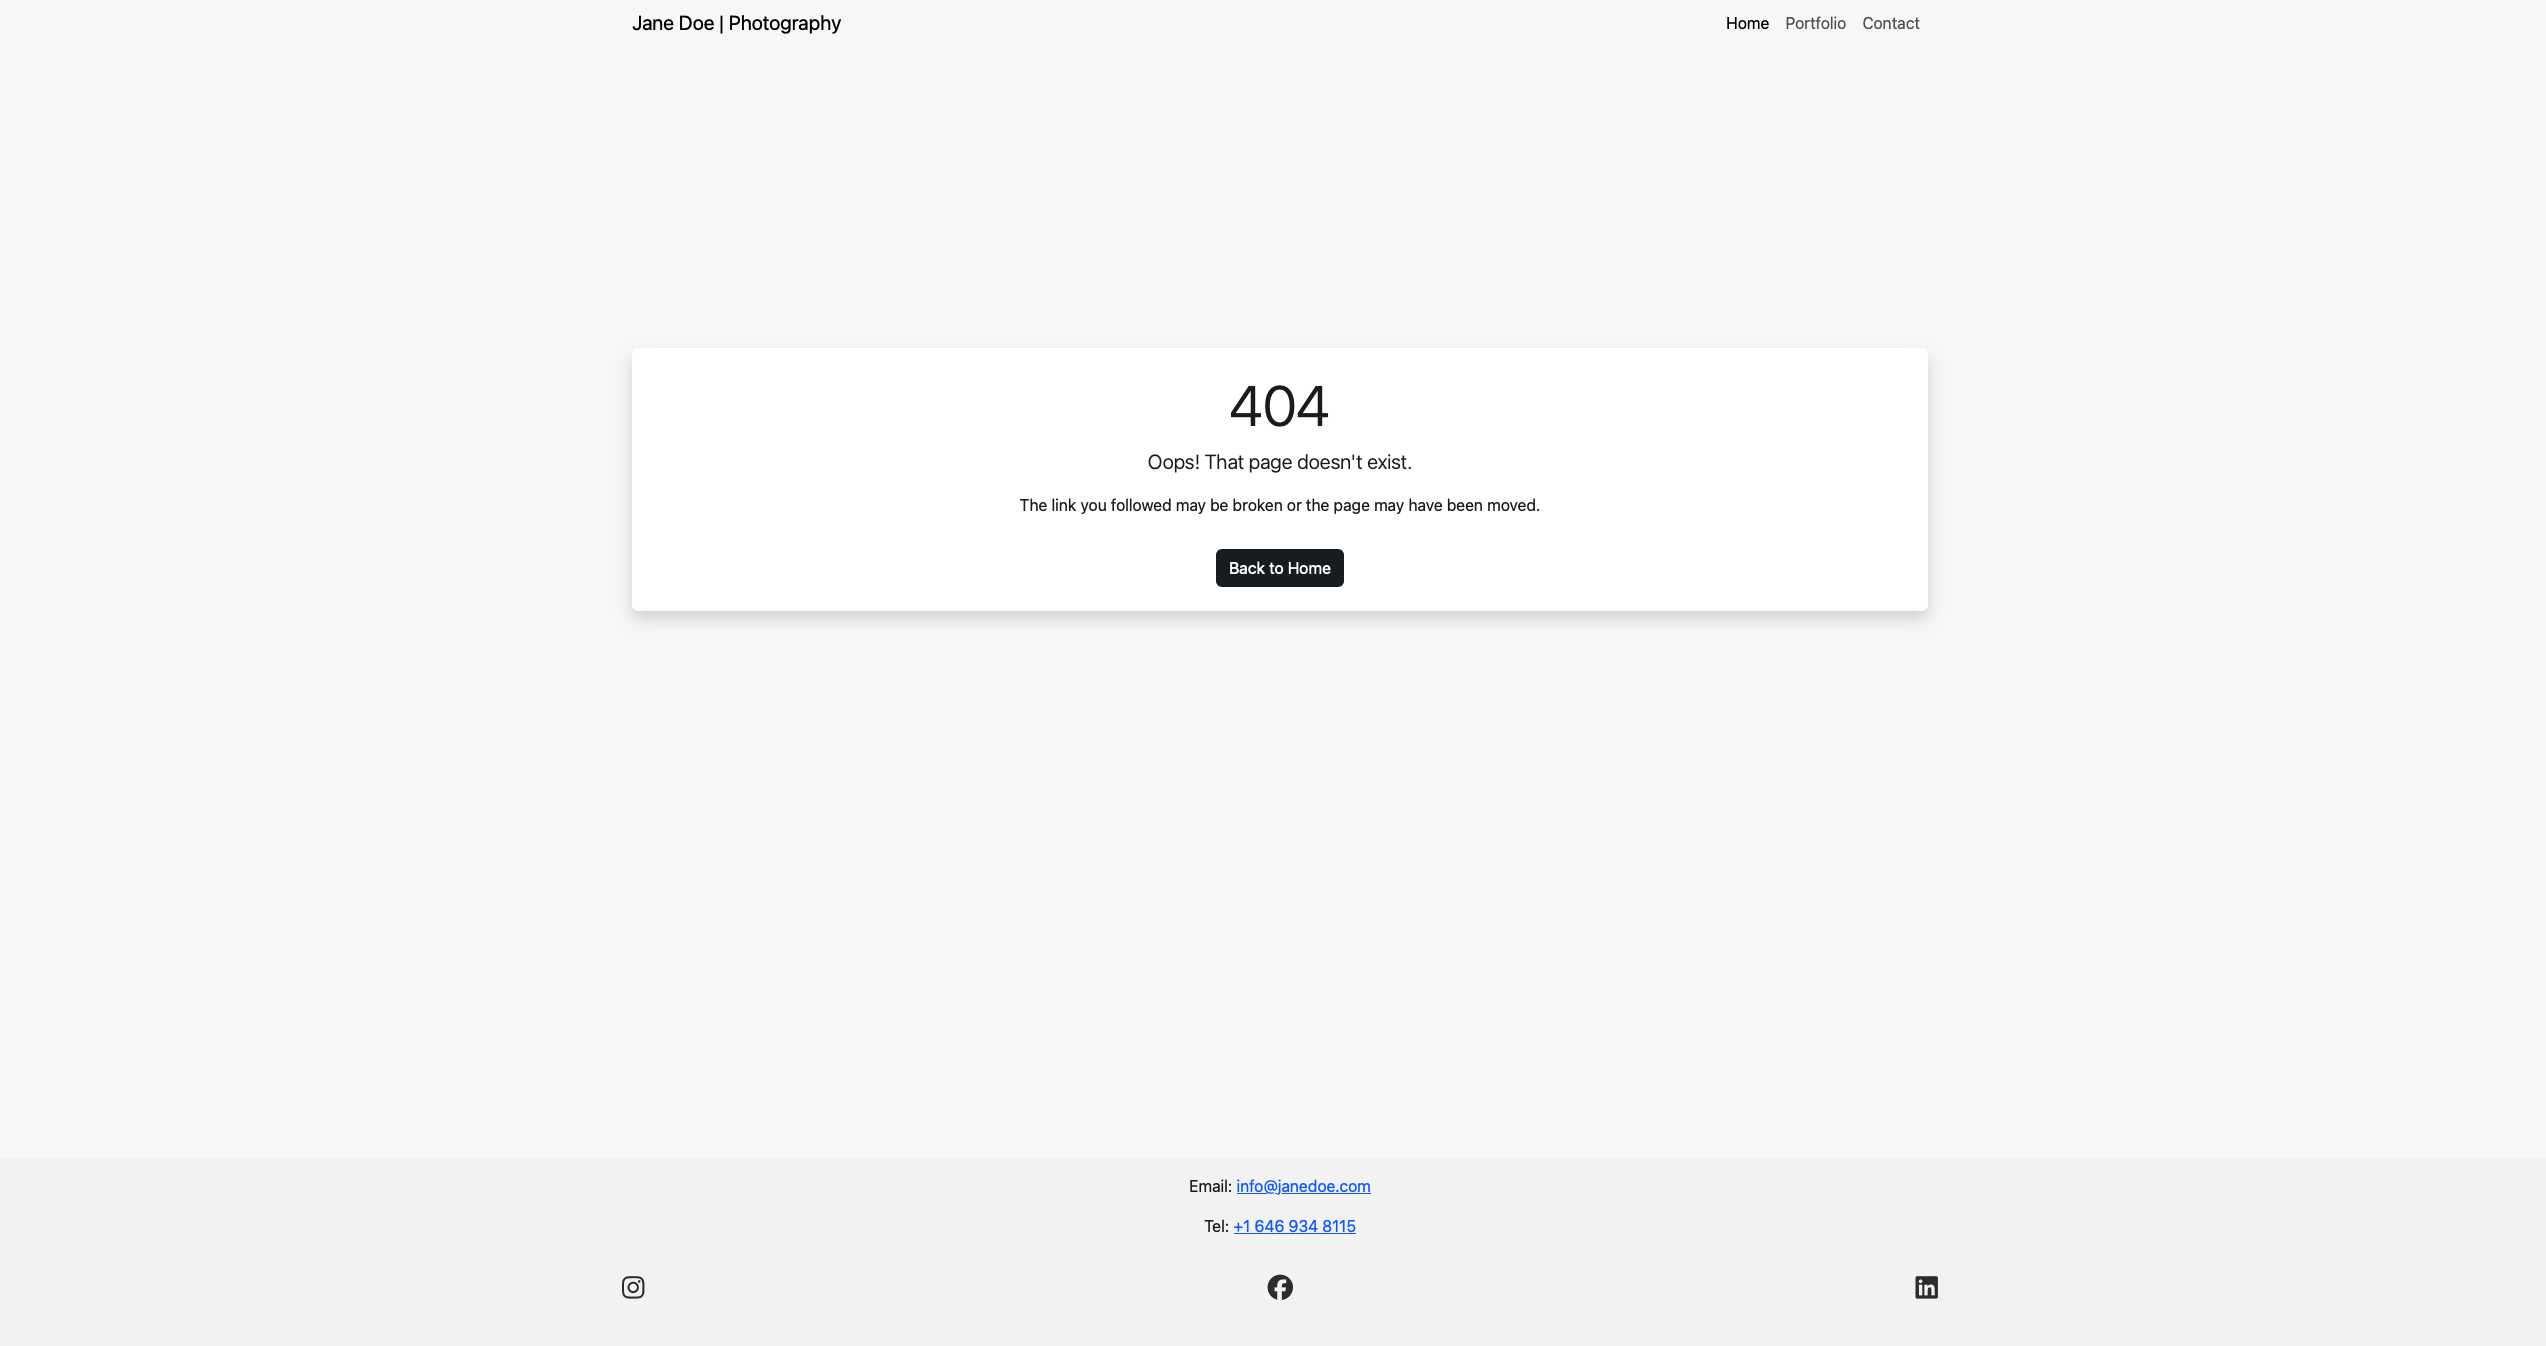 Jane Doe | Photography
Home Portfolio Contact
404
Oops! That page doesn't exist.
The link you followed may be broken or the page may have been moved.
Back to Home
Email: info@janedoe.com
Tel: +1 646 934 8115